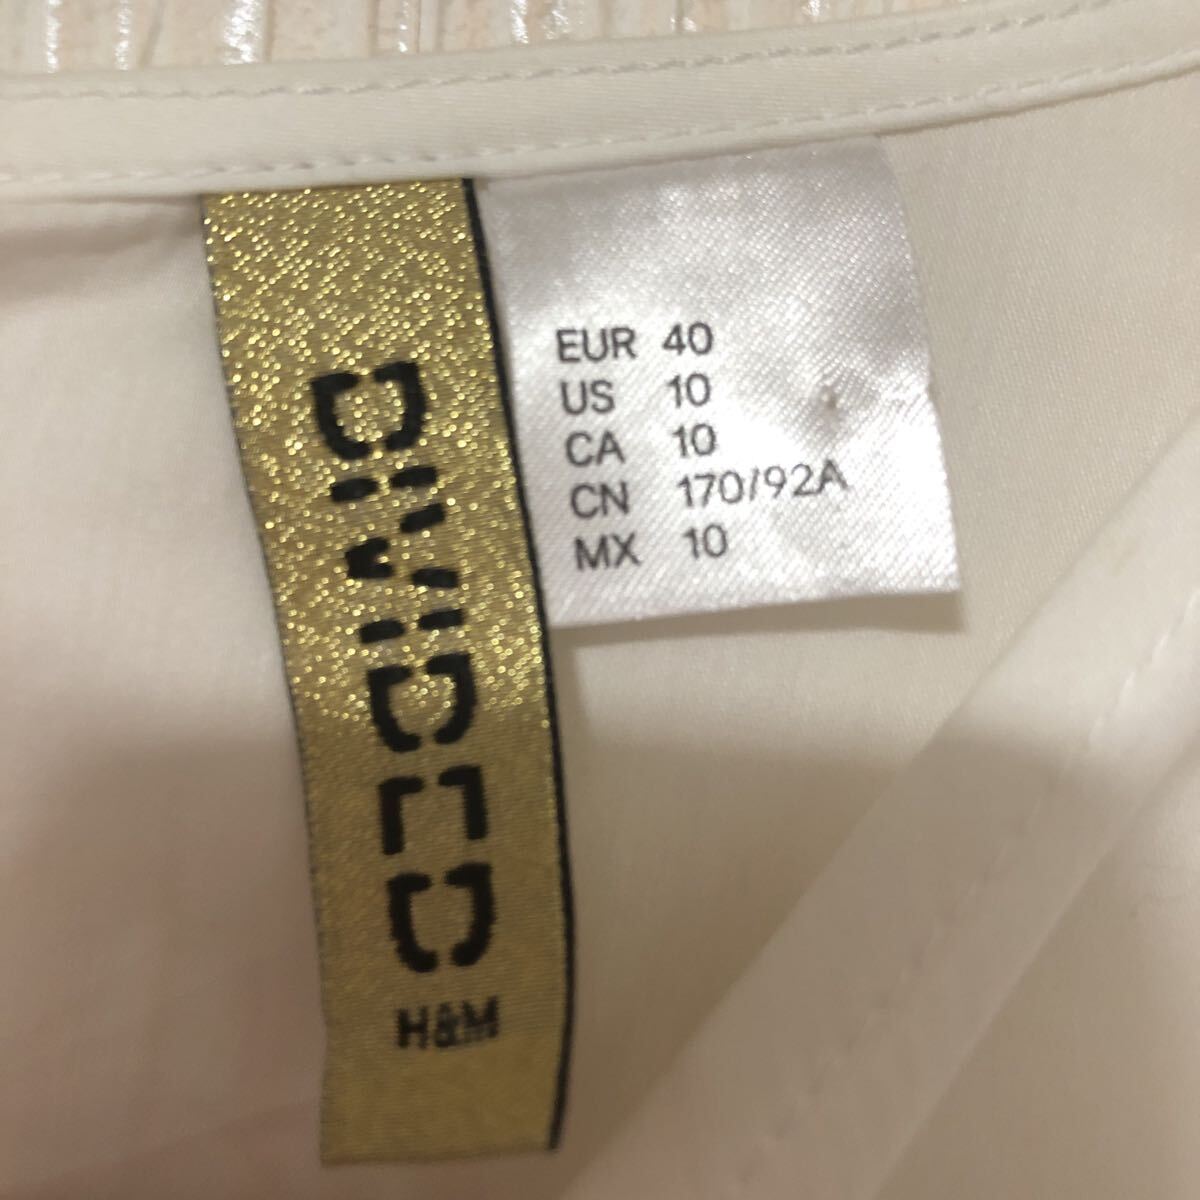 DIVIDED
H&M
EUR 40
US 10
CA 10
CN 170/92A
MX 10